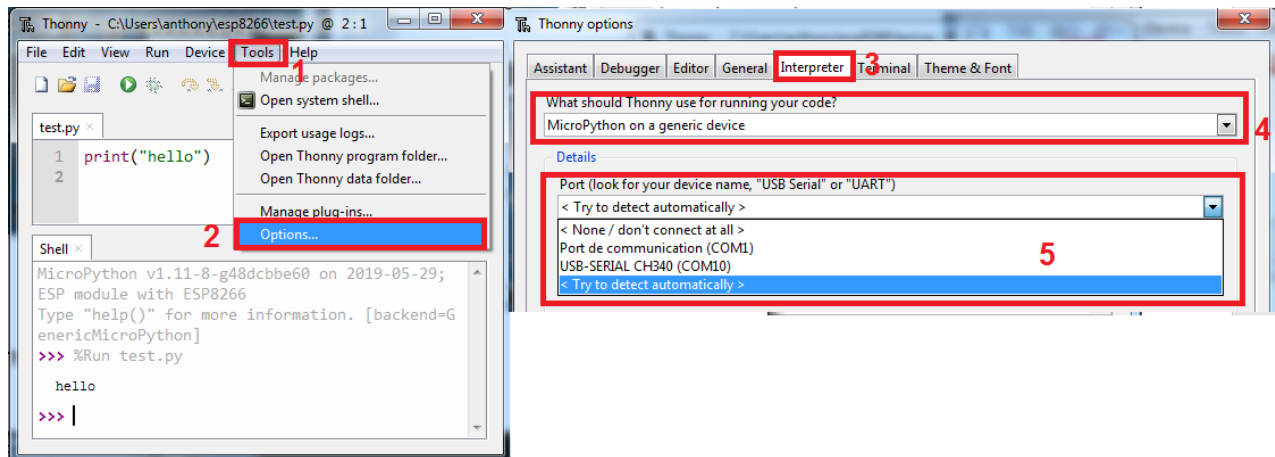 Thonny - C:\Users\anthony\esp8266\test.py @ 2:1
File Edit View Run Device Tools Help
1
Manage packages...
Open system shell...
test.py
Export usage logs...
1 print("hello")
Open Thonny program folder...
2
Open Thonny data folder...
Manage plug-ins...
2
Options...
Shell
MicroPython v1.11-8-g48dcbbe60 on 2019-05-29;
ESP module with ESP8266
Type "help()" for more information. [backend=G
enericMicroPython]
>>> %Run test.py
hello
>>>
Thonny options
Assistant Debugger Editor General Interpreter Terminal Theme & Font
3
What should Thonny use for running your code?
MicroPython on a generic device
4
Details
Port (look for your device name, "USB Serial" or "UART")
< Try to detect automatically >
< None / don't connect at all >
Port de communication (COM1)
USB-SERIAL CH340 (COM10)
< Try to detect automatically >
5